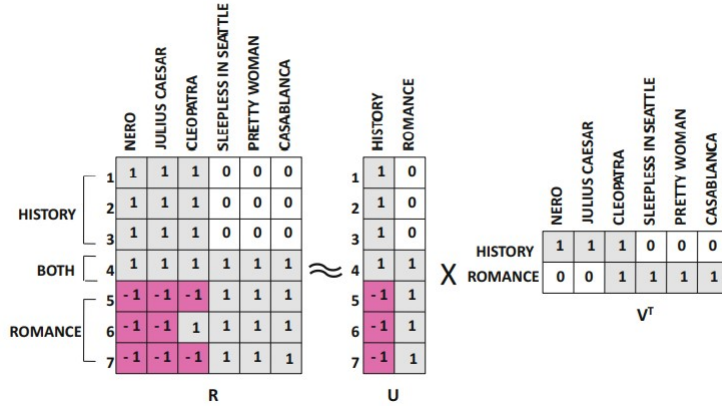 NERO JULIUS CAESAR CLEOPATRA SLEEPLESS IN SEATTLE PRETTY WOMAN CASABLANCA
1 1 1 1 0 0 0
2 1 1 1 0 0 0
3 1 1 1 0 0 0
4 1 1 1 1 1 1
5 -1 -1 -1 1 1 1
6 -1 -1 1 1 1 1
7 -1 -1 -1 1 1 1
HISTORY
BOTH
ROMANCE
R
≈
HISTORY ROMANCE
1 1 0
2 1 0
3 1 0
4 1 1
5 -1 1
6 -1 1
7 -1 1
U
X
NERO JULIUS CAESAR CLEOPATRA SLEEPLESS IN SEATTLE PRETTY WOMAN CASABLANCA
HISTORY 1 1 1 0 0 0
ROMANCE 0 0 1 1 1 1
Vᵀ